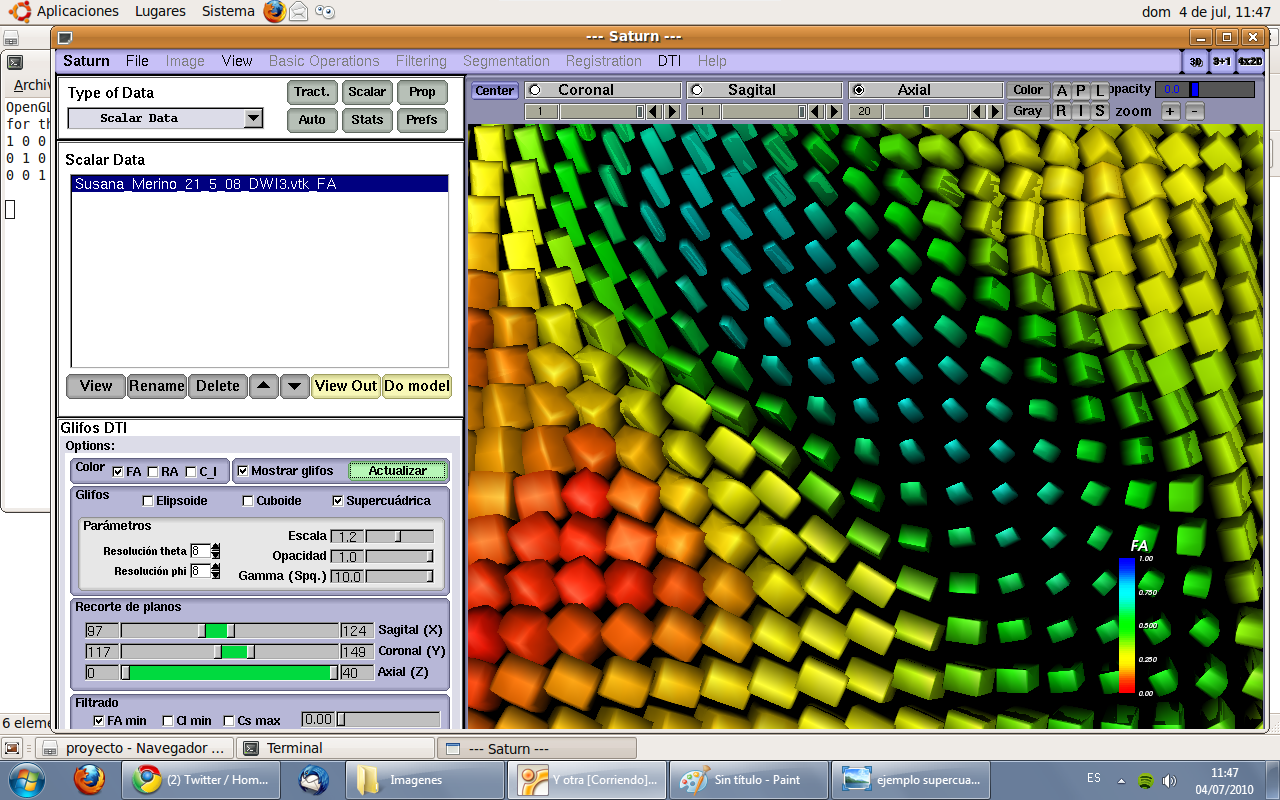 Aplicaciones Lugares Sistema dom 4 de jul, 11:47
--- Saturn ---
Saturn File Image View Basic Operations Filtering Segmentation Registration DTI Help 3D 3+1 4x2D
Archiv
OpenGL
for th
1 0 0
0 1 0
0 0 1
6 eleme
Type of Data
Scalar Data
Tract. Scalar Prop
Auto Stats Prefs
Scalar Data
Susana_Merino_21_5_08_DWI3.vtk_FA
View Rename Delete View Out Do model
Glifos DTI
Options:
Color FA RA C_l Mostrar glifos Actualizar
Glifos Elipsoide Cuboide Supercuádrica
Parámetros
Resolución theta 8
Resolución phi 8
Escala 1.2
Opacidad 1.0
Gamma (Spq.) 10.0
Recorte de planos
97 124 Sagital (X)
117 149 Coronal (Y)
0 40 Axial (Z)
Filtrado
FA min Cl min Cs max 0.00
Center Coronal Sagital Axial Color A P L opacity 0.0
1 1 20 Gray R I S zoom + -
FA
1.00
0.750
0.500
0.250
0.00
proyecto - Navegador ... Terminal --- Saturn ---
(2) Twitter / Hom... Imagenes Y otra [Corriendo]... Sin título - Paint ejemplo supercua... ES 11:47
04/07/2010